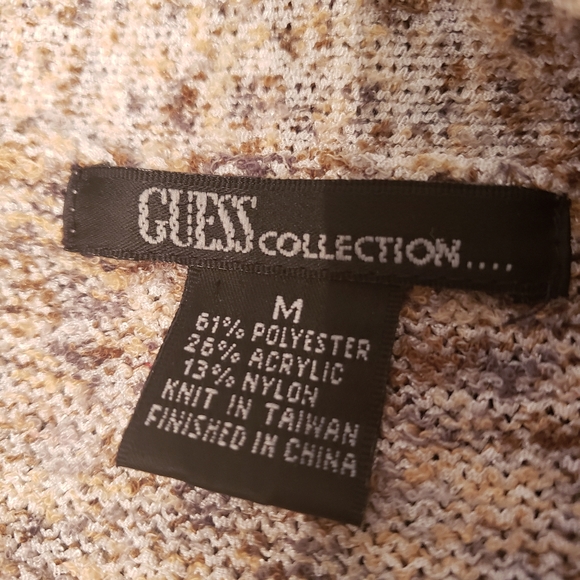 GUESS COLLECTION....
M
61% POLYESTER
26% ACRYLIC
13% NYLON
KNIT IN TAIWAN
FINISHED IN CHINA